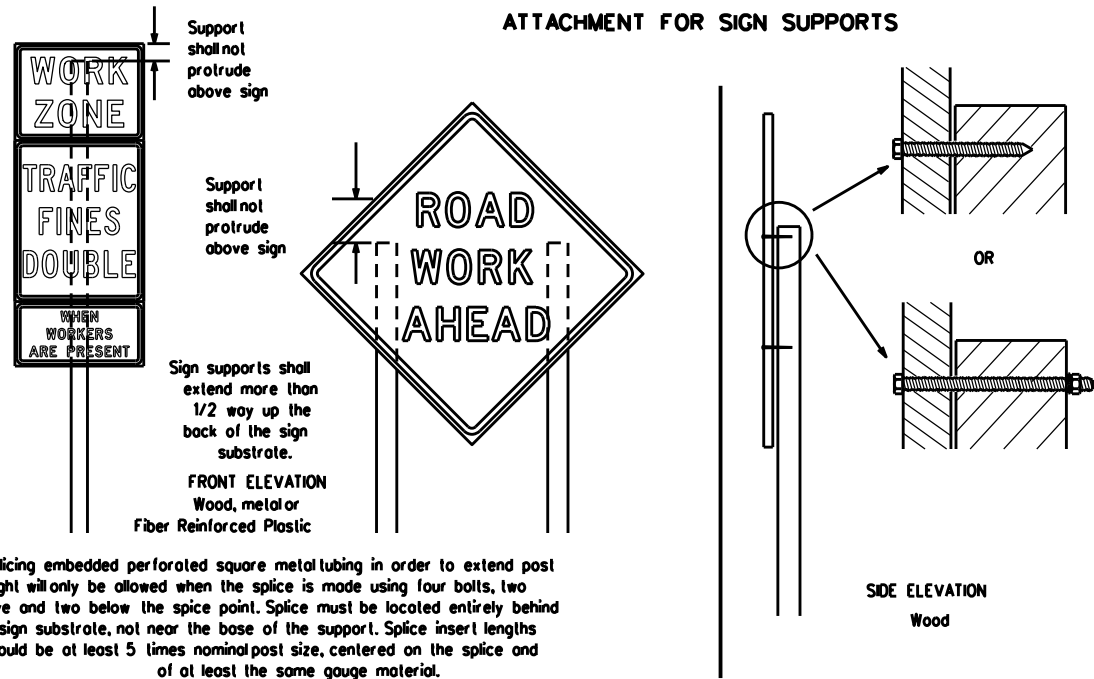 ATTACHMENT FOR SIGN SUPPORTS
Support
shall not
protrude
above sign
WORK
ZONE
TRAFFIC
FINES
DOUBLE
WHEN
WORKERS
ARE PRESENT
Support
shall not
protrude
above sign
ROAD
WORK
AHEAD
Sign supports shall
extend more than
1/2 way up the
back of the sign
substrate.
FRONT ELEVATION
Wood, metal or
Fiber Reinforced Plastic
OR
SIDE ELEVATION
Wood
licing embedded perforated square metal tubing in order to extend post
ght will only be allowed when the splice is made using four bolts, two
ve and two below the spice point. Splice must be located entirely behind
sign substrate, not near the base of the support. Splice insert lengths
ould be at least 5 times nominal post size, centered on the splice and
of at least the same gauge material.